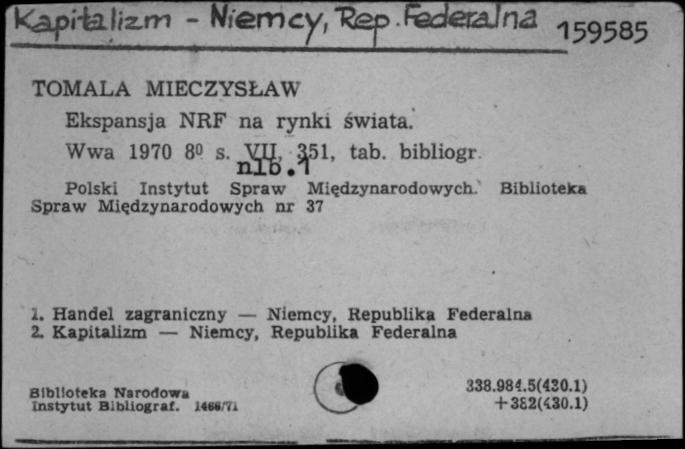 Kapitalizm - Niemcy, Rep. Federalna 159585
TOMALA MIECZYSŁAW
Ekspansja NRF na rynki świata.
Wwa 1970 8º s. VII, 351, tab. bibliogr.
nlb. 1
Polski Instytut Spraw Międzynarodowych. Biblioteka
Spraw Międzynarodowych nr 37
1. Handel zagraniczny — Niemcy, Republika Federalna
2. Kapitalizm — Niemcy, Republika Federalna
Biblioteka Narodowa
Instytut Bibliograf. 1466/71
338.984.5(430.1)
+382(430.1)